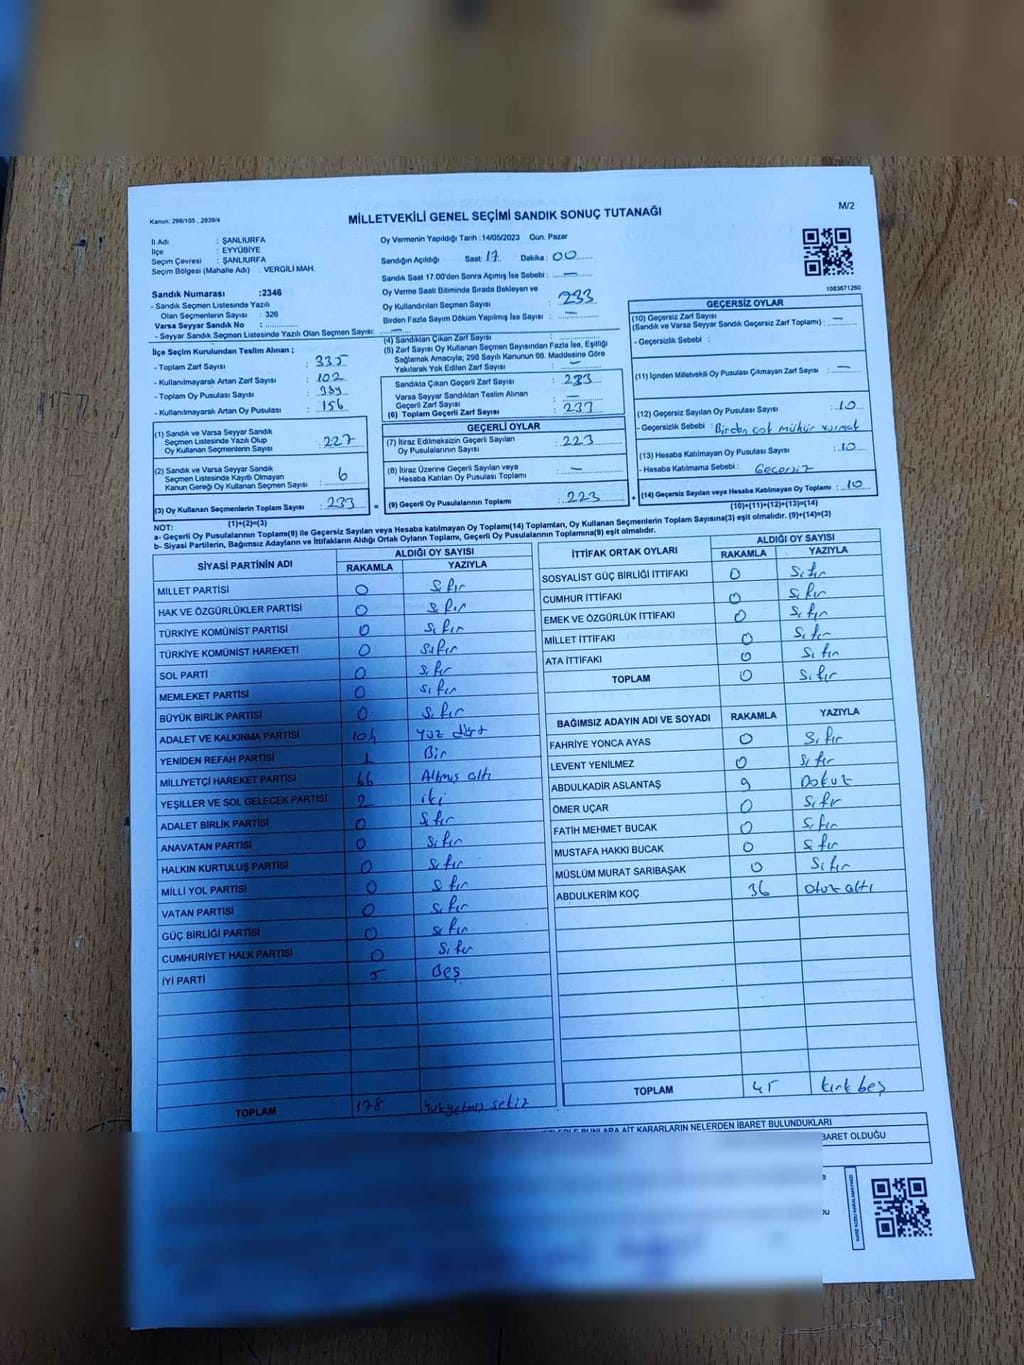 Kanun: 298/105 , 2839/4
MİLLETVEKİLİ GENEL SEÇİMİ SANDIK SONUÇ TUTANAĞI
M/2
İl Adı : ŞANLIURFA
İlçe : EYYÜBİYE
Seçim Çevresi : ŞANLIURFA
Seçim Bölgesi (Mahalle Adı) : VERGİLİ MAH.
Sandık Numarası :2346
- Sandık Seçmen Listesinde Yazılı
Olan Seçmenlerin Sayısı : 326
Varsa Seyyar Sandık No :
- Seyyar Sandık Seçmen Listesinde Yazılı Olan Seçmen Sayısı: —
Oy Vermenin Yapıldığı Tarih :14/05/2023 Gün: Pazar
Sandığın Açıldığı Saat: 17 Dakika : 00
Sandık Saat 17:00'den Sonra Açımış İse Sebebi : —
Oy Verme Saati Bitiminde Sırada Bekleyen ve
Oy Kullandırılan Seçmen Sayısı : 233
Birden Fazla Sayım Döküm Yapılmış İse Sayısı : —
1083671260
İlçe Seçim Kurulundan Teslim Alınan ;
- Toplam Zarf Sayısı : 335
- Kullanılmayarak Artan Zarf Sayısı : 102
- Toplam Oy Pusulası Sayısı : 389
- Kullanılmayarak Artan Oy Pusulası : 156
(4) Sandıktan Çıkan Zarf Sayısı :
(5) Zarf Sayısı Oy Kullanan Seçmen Sayısından Fazla İse, Eşitliği
Sağlamak Amacıyla; 298 Sayılı Kanunun 98. Maddesine Göre
Yakılarak Yok Edilen Zarf Sayısı : —
Sandıkta Çıkan Geçerli Zarf Sayısı : 233
Varsa Seyyar Sandıktan Teslim Alınan
Geçerli Zarf Sayısı : —
(6) Toplam Geçerli Zarf Sayısı : 233
GEÇERSİZ OYLAR
(10) Geçersiz Zarf Sayısı
(Sandık ve Varsa Seyyar Sandık Geçersiz Zarf Toplamı) : —
- Geçersizlik Sebebi :
(11) İçinden Milletvekili Oy Pusulası Çıkmayan Zarf Sayısı : —
(12) Geçersiz Sayılan Oy Pusulası Sayısı : 10
- Geçersizlik Sebebi : Birden çok mühür vurmak
(13) Hesaba Katılmayan Oy Pusulası Sayısı : 10
- Hesaba Katılmama Sebebi : Geçersiz
(14) Geçersiz Sayılan veya Hesaba Katılmayan Oy Toplamı : 10
(10)+(11)+(12)+(13)=(14)
(1) Sandık ve Varsa Seyyar Sandık
Seçmen Listesinde Yazılı Olup
Oy Kullanan Seçmenlerin Sayısı : 227
(2) Sandık ve Varsa Seyyar Sandık
Seçmen Listesinde Kayıtlı Olmayan
Kanun Gereği Oy Kullanan Seçmen Sayısı : 6
(3) Oy Kullanan Seçmenlerin Toplam Sayısı : 233
(1)+(2)=(3)
GEÇERLİ OYLAR
(7) İtiraz Edilmeksizin Geçerli Sayılan
Oy Pusulasının Sayısı : 223
(8) İtiraz Üzerine Geçerli Sayılan veya
Hesaba Katılan Oy Pusulası Toplamı : —
(9) Geçerli Oy Pusulalarının Toplamı : 223
NOT:
a- Geçerli Oy Pusulalarının Toplamı(9) ile Geçersiz Sayılan veya Hesaba katılmayan Oy Toplamı(14) Toplamları, Oy Kullanan Seçmenlerin Toplam Sayısına(3) eşit olmalıdır. (9)+(14)=(3)
b- Siyasi Partilerin, Bağımsız Adayların ve İttifakların Aldığı Ortak Oyların Toplamı, Geçerli Oy Pusulalarının Toplamına(9) eşit olmalıdır.
SİYASİ PARTİNİN ADI ALDIĞI OY SAYISI
RAKAMLA YAZIYLA
MİLLET PARTİSİ 0 Sıfır
HAK VE ÖZGÜRLÜKLER PARTİSİ 0 Sıfır
TÜRKİYE KOMÜNİST PARTİSİ 0 Sıfır
TÜRKİYE KOMÜNİST HAREKETİ 0 Sıfır
SOL PARTİ 0 Sıfır
MEMLEKET PARTİSİ 0 Sıfır
BÜYÜK BİRLİK PARTİSİ 0 Sıfır
ADALET VE KALKINMA PARTİSİ 104 Yüz dört
YENİDEN REFAH PARTİSİ 1 Bir
MİLLİYETÇİ HAREKET PARTİSİ 66 Altmış altı
YEŞİLLER VE SOL GELECEK PARTİSİ 2 iki
ADALET BİRLİK PARTİSİ 0 Sıfır
ANAVATAN PARTİSİ 0 Sıfır
HALKIN KURTULUŞ PARTİSİ 0 Sıfır
MİLLİ YOL PARTİSİ 0 Sıfır
VATAN PARTİSİ 0 Sıfır
GÜÇ BİRLİĞİ PARTİSİ 0 Sıfır
CUMHURİYET HALK PARTİSİ 0 Sıfır
İYİ PARTİ 5 Beş
TOPLAM 178 Yüzyetmiş sekiz
İTTİFAK ORTAK OYLARI ALDIĞI OY SAYISI
RAKAMLA YAZIYLA
SOSYALİST GÜÇ BİRLİĞİ İTTİFAKI 0 Sıfır
CUMHUR İTTİFAKI 0 Sıfır
EMEK VE ÖZGÜRLÜK İTTİFAKI 0 Sıfır
MİLLET İTTİFAKI 0 Sıfır
ATA İTTİFAKI 0 Sıfır
TOPLAM 0 Sıfır
BAĞIMSIZ ADAYIN ADI VE SOYADI RAKAMLA YAZIYLA
FAHRİYE YONCA AYAS 0 Sıfır
LEVENT YENİLMEZ 0 Sıfır
ABDULKADİR ASLANTAŞ 9 Dokuz
ÖMER UÇAR 0 Sıfır
FATİH MEHMET BUCAK 0 Sıfır
MUSTAFA HAKKI BUCAK 0 Sıfır
MÜSLÜM MURAT SARIBAŞAK 0 Sıfır
ABDULKERİM KOÇ 36 otuz altı
TOPLAM 45 kırk beş
BUNLARA AİT KARARLARIN NELERDEN İBARET BULUNDUKLARI
BARET OLDUĞU